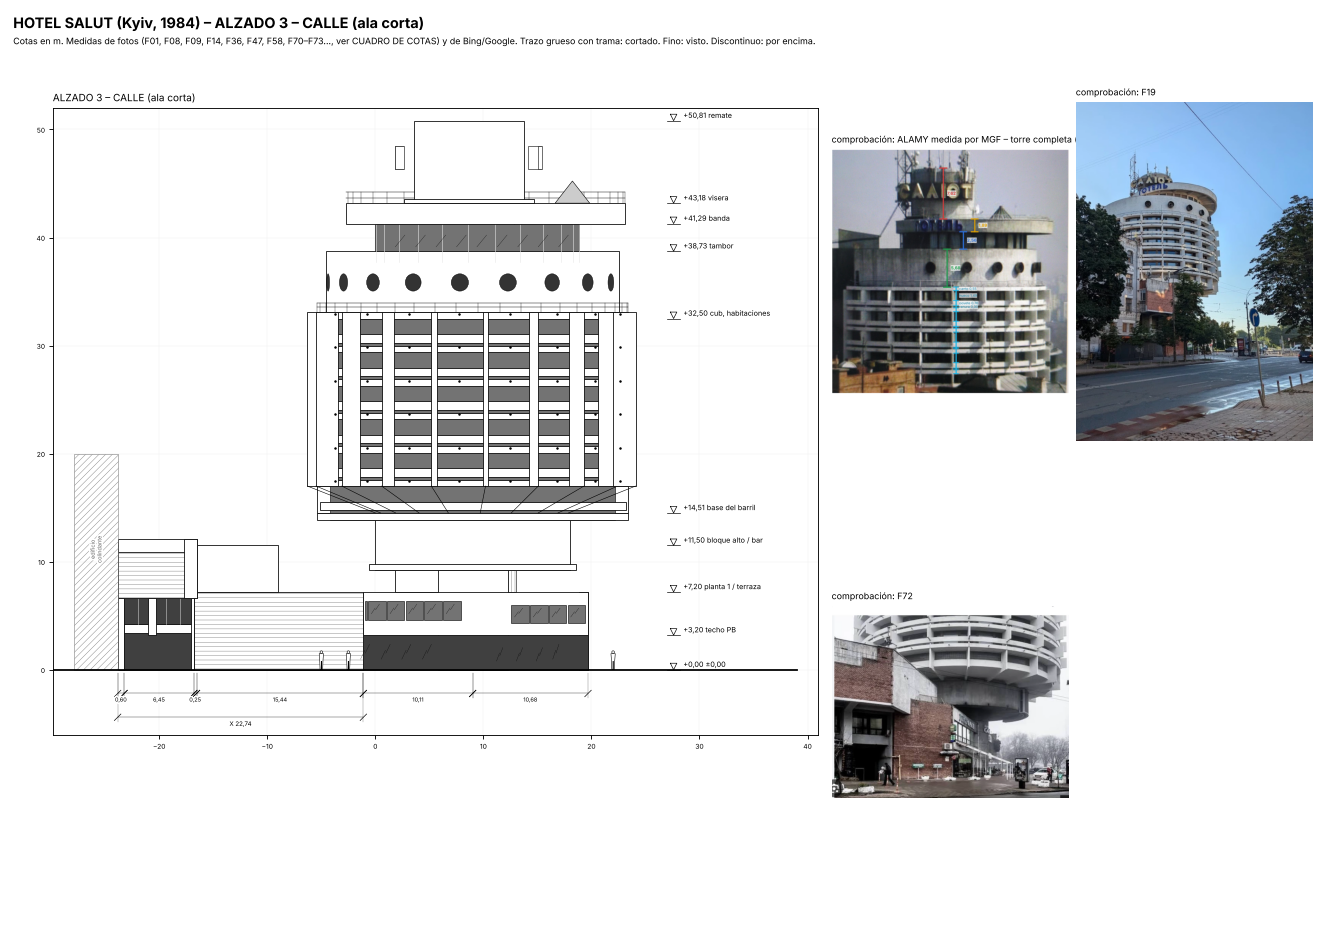 HOTEL SALUT (Kyiv, 1984) – ALZADO 3 – CALLE (ala corta)
Cotas en m. Medidas de fotos (F01, F08, F09, F14, F36, F47, F58, F70–F73..., ver CUADRO DE COTAS) y de Bing/Google. Trazo grueso con trama: cortado. Fino: visto. Discontinuo: por encima.
ALZADO 3 – CALLE (ala corta)
comprobación: F19
comprobación: ALAMY medida por MGF – torre completa
50
40
30
20
10
0
+50,81 remate
+43,18 visera
+41,29 banda
+38,73 tambor
+32,50 cub, habitaciones
+14,51 base del barril
+11,50 bloque alto / bar
+7,20 planta 1 / terraza
+3,20 techo PB
+0,00 ±0,00
edificio
colindante
0,60
6,45
0,25
15,44
10,11
10,68
X 22,74
−20
−10
0
10
20
30
40
САЛЮТ
ГОТЕЛЬ
comprobación: F72